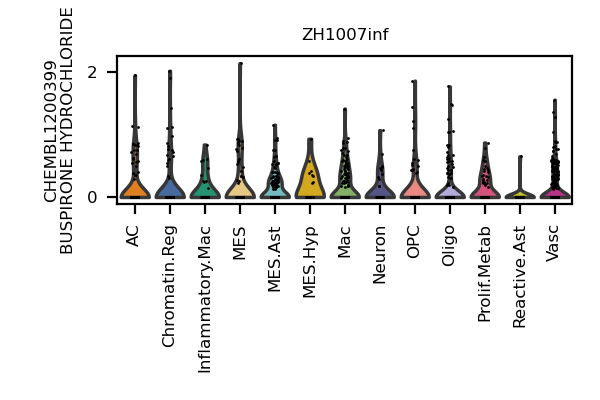 ZH1007inf
CHEMBL1200399
BUSPIRONE HYDROCHLORIDE
2
0
AC
Chromatin.Reg
Inflammatory.Mac
MES
MES.Ast
MES.Hyp
Mac
Neuron
OPC
Oligo
Prolif.Metab
Reactive.Ast
Vasc